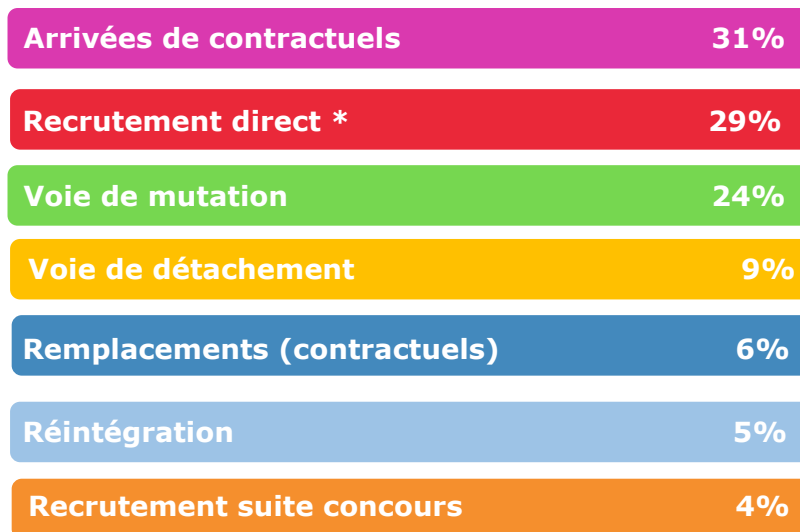 Arrivées de contractuels 31%
Recrutement direct * 29%
Voie de mutation 24%
Voie de détachement 9%
Remplacements (contractuels) 6%
Réintégration 5%
Recrutement suite concours 4%